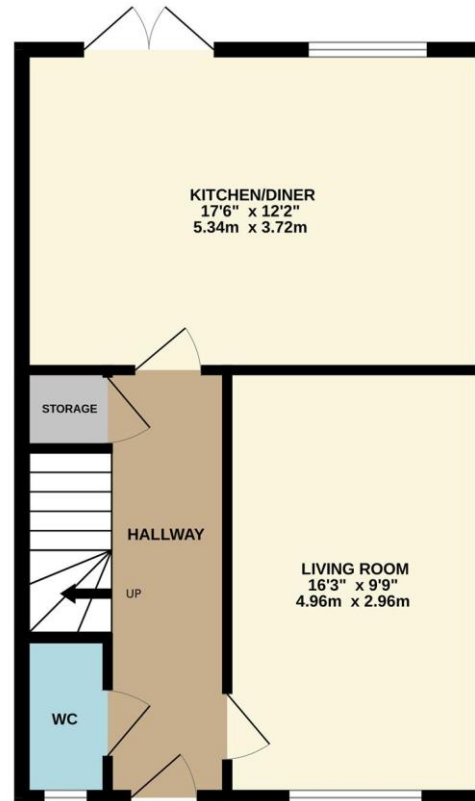 KITCHEN/DINER
17'6" x 12'2"
5.34m x 3.72m
STORAGE
HALLWAY
LIVING ROOM
16'3" x 9'9"
4.96m x 2.96m
UP
WC